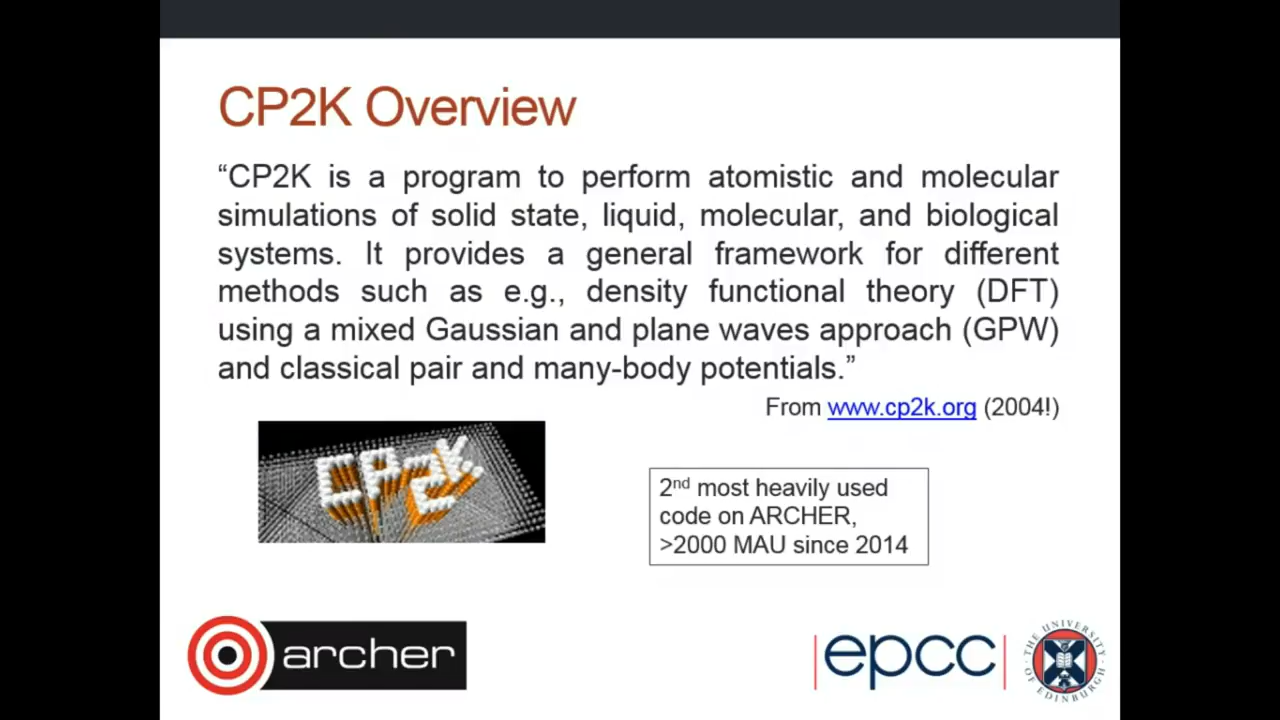 CP2K Overview
“CP2K is a program to perform atomistic and molecular
simulations of solid state, liquid, molecular, and biological
systems. It provides a general framework for different
methods such as e.g., density functional theory (DFT)
using a mixed Gaussian and plane waves approach (GPW)
and classical pair and many-body potentials.”
From www.cp2k.org (2004!)
CP2K
2nd most heavily used
code on ARCHER,
>2000 MAU since 2014
archer
epcc
THE UNIVERSITY
OF EDINBURGH